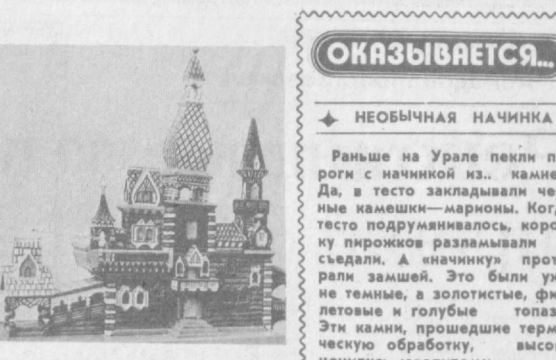 ОКАЗЫВАЕТСЯ...
НЕОБЫЧНАЯ НАЧИНКА
Раньше на Урале пекли п
роги с начинкой из.. камне
Да, в тесто закладывали че
ные камешки—марионы. Ког
тесто подрумянивалось, коро
ку пирожков разламывали
съедали. А «начинку» прот
рали замшей. Это были уж
не темные, а золотистые, фи
летовые и голубые топаз
Эти камни, прошедшие терм
ческую обработку, высо